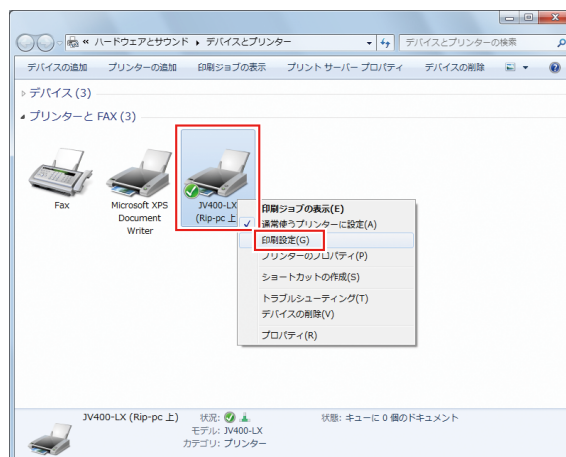 « ハードウェアとサウンド ▸ デバイスとプリンター
デバイスとプリンターの検索
デバイスの追加 プリンターの追加 印刷ジョブの表示 プリント サーバー プロパティ デバイスの削除
デバイス (3)
プリンターと FAX (3)
Fax
Microsoft XPS
Document
Writer
JV400-LX
(Rip-pc 上
印刷ジョブの表示(E)
通常使うプリンターに設定(A)
印刷設定(G)
プリンターのプロパティ(P)
ショートカットの作成(S)
トラブルシューティング(T)
デバイスの削除(V)
プロパティ(R)
JV400-LX (Rip-pc 上) 状況: 状態: キューに 0 個のドキュメント
モデル: JV400-LX
カテゴリ: プリンター